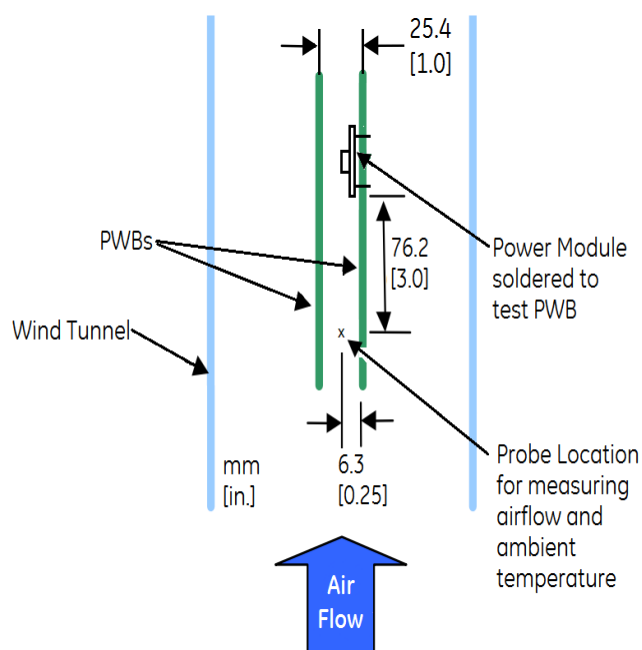 25.4
[1.0]
PWBs
76.2
[3.0]
Power Module
soldered to
test PWB
Wind Tunnel
x
mm
[in.]
6.3
[0.25]
Probe Location
for measuring
airflow and
ambient
temperature
Air
Flow